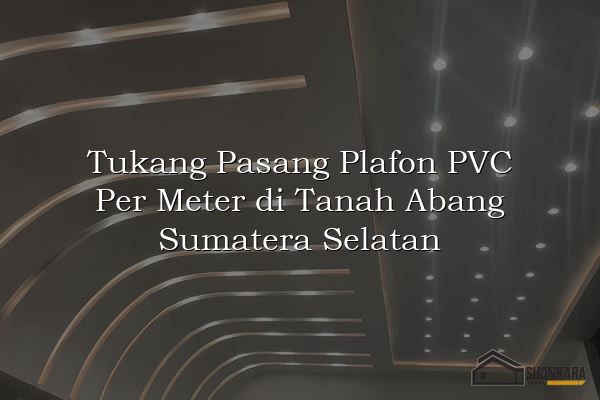 Tukang Pasang Plafon PVC
Per Meter di Tanah Abang
Sumatera Selatan
SHANKARA